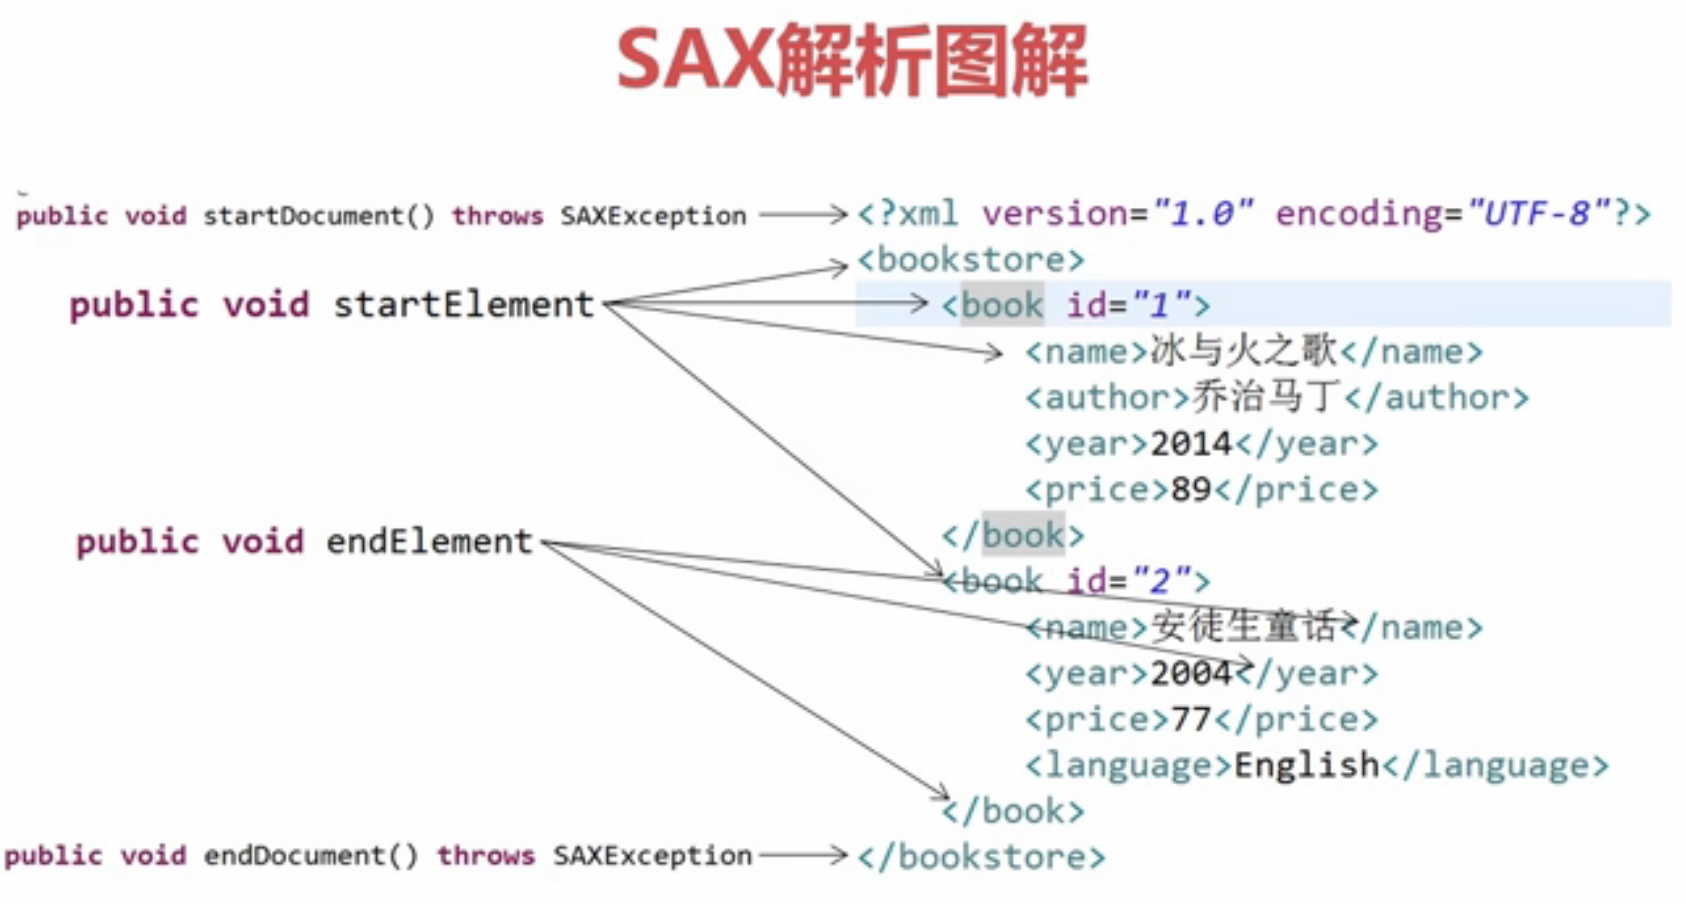 SAX解析图解
public void startDocument() throws SAXException
<?xml version="1.0" encoding="UTF-8"?>
<bookstore>
public void startElement
<book id="1">
<name>冰与火之歌</name>
<author>乔治马丁</author>
<year>2014</year>
<price>89</price>
</book>
public void endElement
<book id="2">
<name>安徒生童话</name>
<year>2004</year>
<price>77</price>
<language>English</language>
</book>
public void endDocument() throws SAXException
</bookstore>